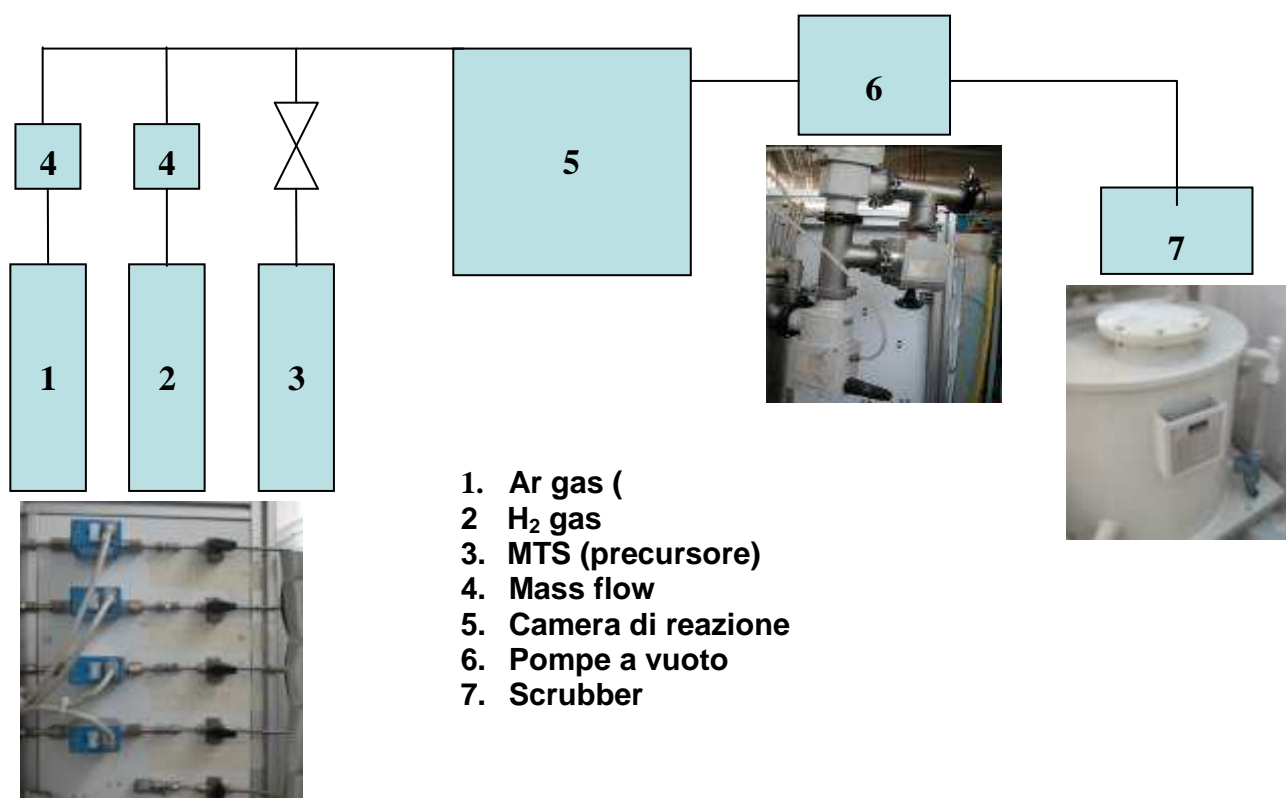 4
4
5
6
7
1
2
3
1. Ar gas (
2 H₂ gas
3. MTS (precursore)
4. Mass flow
5. Camera di reazione
6. Pompe a vuoto
7. Scrubber